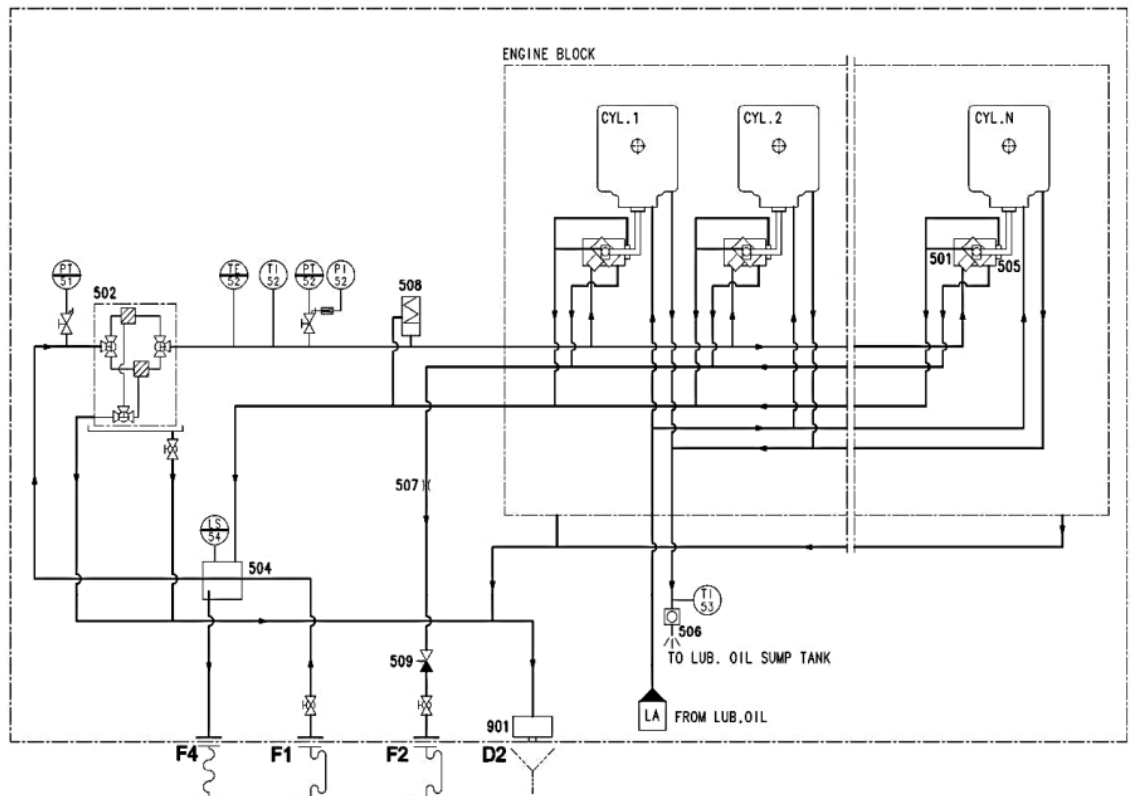 ENGINE BLOCK
CYL.1
CYL.2
CYL.N
501
505
PT
51
502
TE
52
TI
52
PT
52
PI
52
508
507
LS
54
504
TI
53
506
TO LUB. OIL SUMP TANK
509
LA
FROM LUB.OIL
901
F4
F1
F2
D2